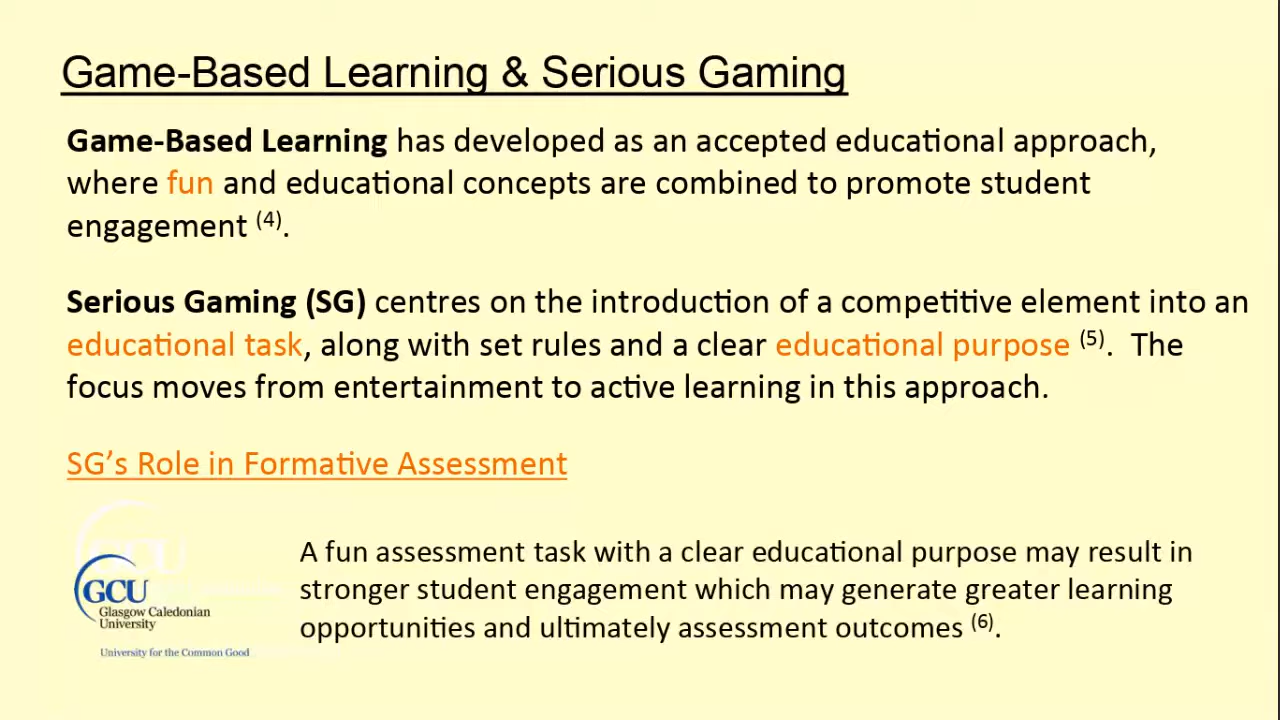 Game-Based Learning & Serious Gaming
Game-Based Learning has developed as an accepted educational approach,
where fun and educational concepts are combined to promote student
engagement (4).
Serious Gaming (SG) centres on the introduction of a competitive element into an
educational task, along with set rules and a clear educational purpose (5).  The
focus moves from entertainment to active learning in this approach.
SG’s Role in Formative Assessment
A fun assessment task with a clear educational purpose may result in
stronger student engagement which may generate greater learning
opportunities and ultimately assessment outcomes (6).
GCU
GCU
Glasgow Caledonian
University
University for the Common Good